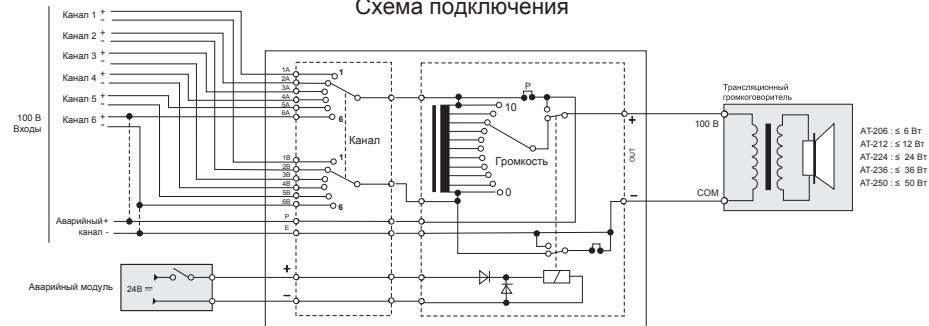 Схема подключения
Канал 1 +
-
Канал 2 +
-
Канал 3 +
-
Канал 4 +
-
Канал 5 +
-
Канал 6 +
-
100 В
Входы
1A
2A
3A
4A
5A
6A
1
6
Канал
1B
2B
3B
4B
5B
6B
1
6
P
E
Аварийный+
канал -
Аварийный модуль
24В
+
−
10
Громкость
0
P
+
OUT
−
Трансляционный
громкоговоритель
100 В
COM
AT-206 : ≤ 6 Вт
AT-212 : ≤ 12 Вт
AT-224 : ≤ 24 Вт
AT-236 : ≤ 36 Вт
AT-250 : ≤ 50 Вт